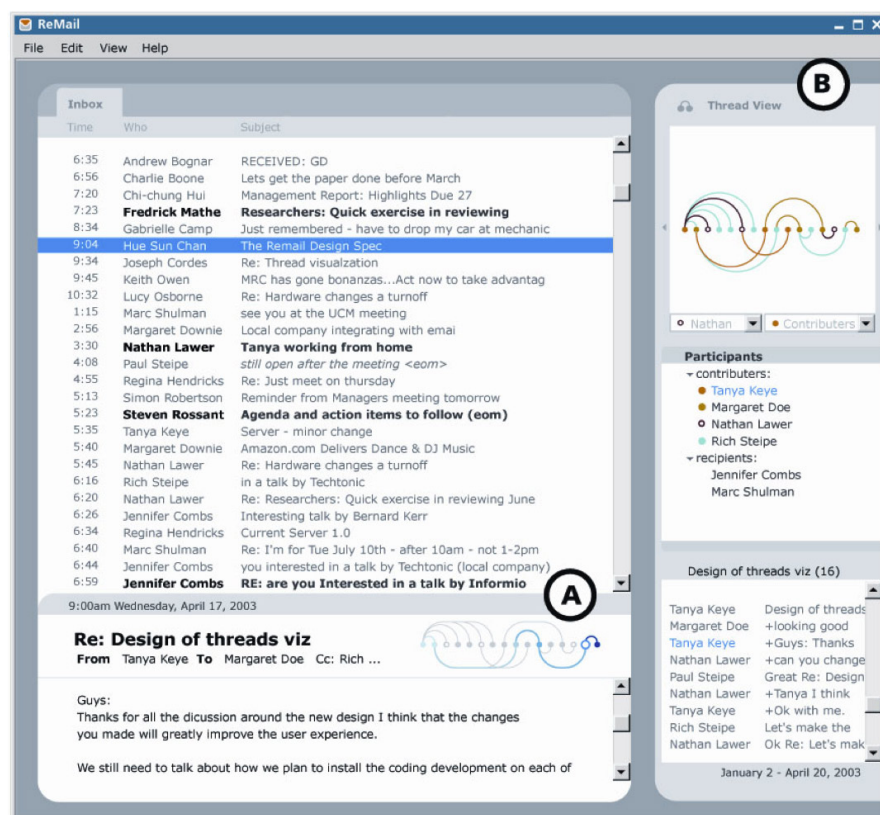 ReMail
File Edit View Help
B
Inbox
Thread View
Time Who Subject
6:35 Andrew Bognar RECEIVED: GD
6:56 Charlie Boone Lets get the paper done before March
7:20 Chi-chung Hui Management Report: Highlights Due 27
7:23 Fredrick Mathe Researchers: Quick exercise in reviewing
8:34 Gabrielle Camp Just remembered - have to drop my car at mechanic
9:04 Hue Sun Chan The Remail Design Spec
9:34 Joseph Cordes Re: Thread visualzation
9:45 Keith Owen MRC has gone bonanzas...Act now to take advantag
10:32 Lucy Osborne Re: Hardware changes a turnoff
1:15 Marc Shulman see you at the UCM meeting
2:56 Margaret Downie Local company integrating with emai
3:30 Nathan Lawer Tanya working from home
4:08 Paul Steipe still open after the meeting <eom>
4:55 Regina Hendricks Re: Just meet on thursday
5:13 Simon Robertson Reminder from Managers meeting tomorrow
5:23 Steven Rossant Agenda and action items to follow (eom)
5:35 Tanya Keye Server - minor change
5:40 Margaret Downie Amazon.com Delivers Dance & DJ Music
5:45 Nathan Lawer Re: Hardware changes a turnoff
6:16 Rich Steipe in a talk by Techtonic
6:20 Nathan Lawer Re: Researchers: Quick exercise in reviewing June
6:26 Jennifer Combs Interesting talk by Bernard Kerr
6:34 Regina Hendricks Current Server 1.0
6:40 Marc Shulman Re: I'm for Tue July 10th - after 10am - not 1-2pm
6:44 Jennifer Combs you interested in a talk by Techtonic (local company)
6:59 Jennifer Combs RE: are you Interested in a talk by Informio
A
9:00am Wednesday, April 17, 2003
Re: Design of threads viz
From Tanya Keye To Margaret Doe Cc: Rich ...
Guys:
Thanks for all the dicussion around the new design I think that the changes
you made will greatly improve the user experience.
We still need to talk about how we plan to install the coding development on each of
Nathan Contributers
Participants
contributers:
Tanya Keye
Margaret Doe
Nathan Lawer
Rich Steipe
recipients:
Jennifer Combs
Marc Shulman
Design of threads viz (16)
Tanya Keye Design of threads
Margaret Doe +looking good
Tanya Keye +Guys: Thanks
Nathan Lawer +can you change
Paul Steipe Great Re: Design
Nathan Lawer +Tanya I think
Tanya Keye +Ok with me.
Rich Steipe Let's make the
Nathan Lawer Ok Re: Let's mak
January 2 - April 20, 2003